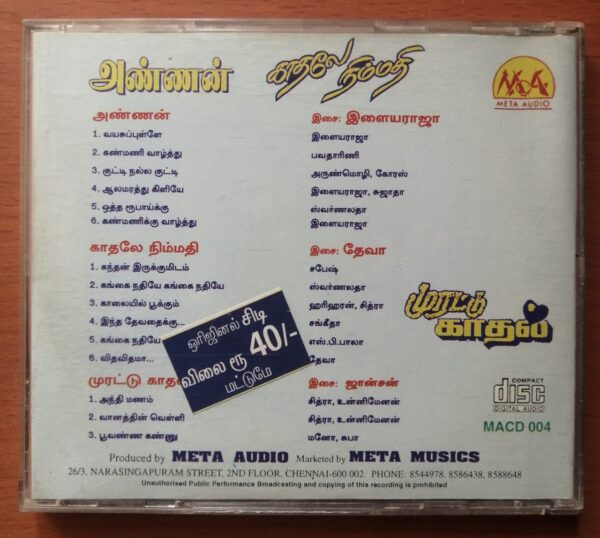 அண்ணன்
காதலே நிம்மதி
MA
META AUDIO
அண்ணன் இசை: இளையராஜா
1. வயசுப்புள்ளே இளையராஜா
2. கண்மணி வாழ்த்து பவதாரிணி
3. குட்டி நல்ல குட்டி அருண்மொழி, கோரஸ்
4. ஆலமரத்து கிளியே இளையராஜா, சுஜாதா
5. ஒத்த ரூபாய்க்கு ஸ்வர்ணலதா
6. கண்மணிக்கு வாழ்த்து இளையராஜா
காதலே நிம்மதி இசை: தேவா
1. கந்தன் இருக்குமிடம் சபேஷ்
2. கங்கை நதியே கங்கை நதியே ஸ்வர்ணலதா
3. காலையில் பூக்கும் ஹரிஹரன், சித்ரா
4. இந்த தேவதைக்கு... சங்கீதா
5. கங்கை நதியே எஸ்.பி.பாலா
6. விதவிதமா... தேவா
முரட்டு காதல்
ஒரிஜினல் சிடி
விலை ரூ 40/-
மட்டுமே
முரட்டு காத இசை: ஜான்சன்
1. அந்தி மணம் சித்ரா, உன்னிமேனன்
2. வானத்தின் வெள்ளி சித்ரா, உன்னிமேனன்
3. பூவண்ண கண்ணு மனோ, சுபா
COMPACT
disc
DIGITAL AUDIO
MACD 004
Produced by META AUDIO Marketed by META MUSICS
26/3, NARASINGAPURAM STREET, 2ND FLOOR, CHENNAI-600 002. PHONE: 8544978, 8586438, 8588648
Unauthorised Public Performance Broadcasting and copying of this recording is prohibited